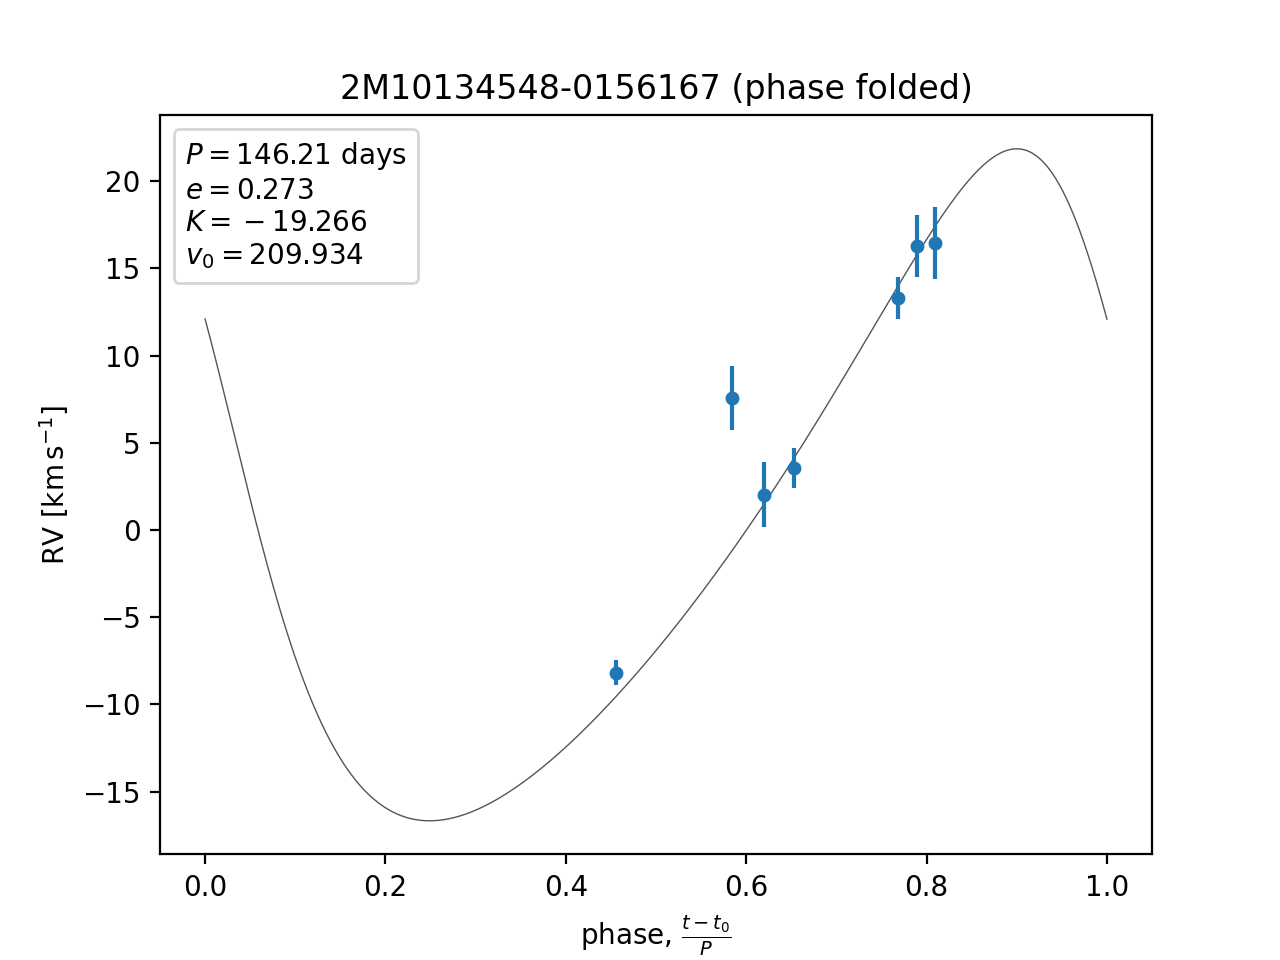 2M10134548-0156167 (phase folded)
P = 146.21 days
e = 0.273
K = −19.266
v₀ = 209.934
RV [km s⁻¹]
20
15
10
5
0
−5
−10
−15
0.0 0.2 0.4 0.6 0.8 1.0
phase, (t − t₀)/P